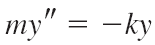 my″ = −ky